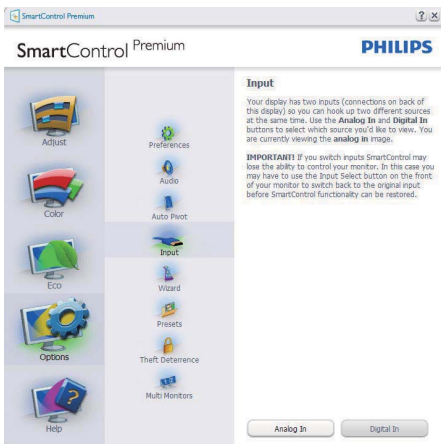 SmartControl Premium
? x
SmartControl Premium
PHILIPS
Adjust
Color
Eco
Options
Help
Preferences
Audio
Auto Pivot
Input
Wizard
Presets
Theft Deterrence
Multi Monitors
Input
Your display has two inputs (connections on back of
this display) so you can hook up two different sources
at the same time. Use the Analog In and Digital In
buttons to select which source you'd like to view. You
are currently viewing the analog in image.
IMPORTANT! If you switch inputs SmartControl may
lose the ability to control your monitor. In this case you
may have to use the Input Select button on the front
of your monitor to switch back to the original input
before SmartControl functionality can be restored.
Analog In
Digital In